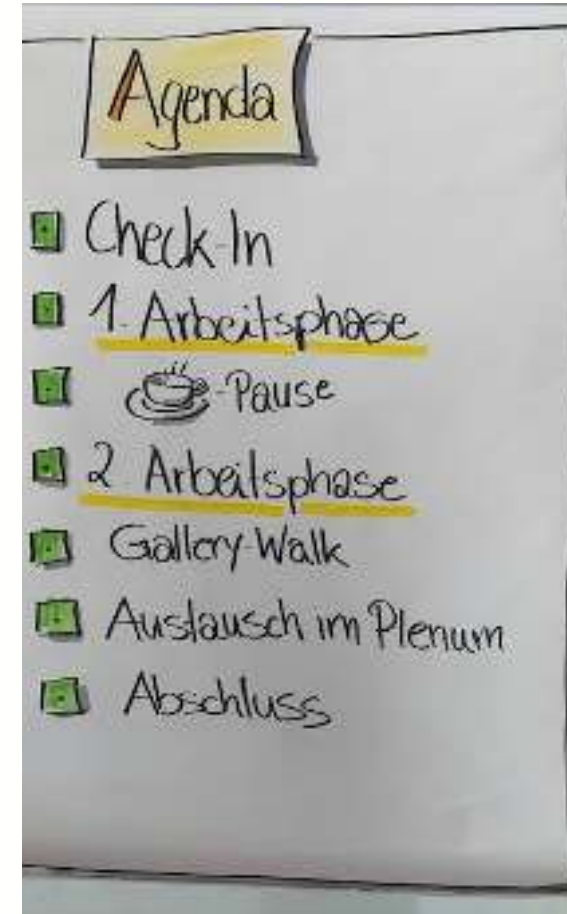 Agenda
Check-In
1. Arbeitsphase
-Pause
2. Arbeitsphase
Gallery-Walk
Austausch im Plenum
Abschluss